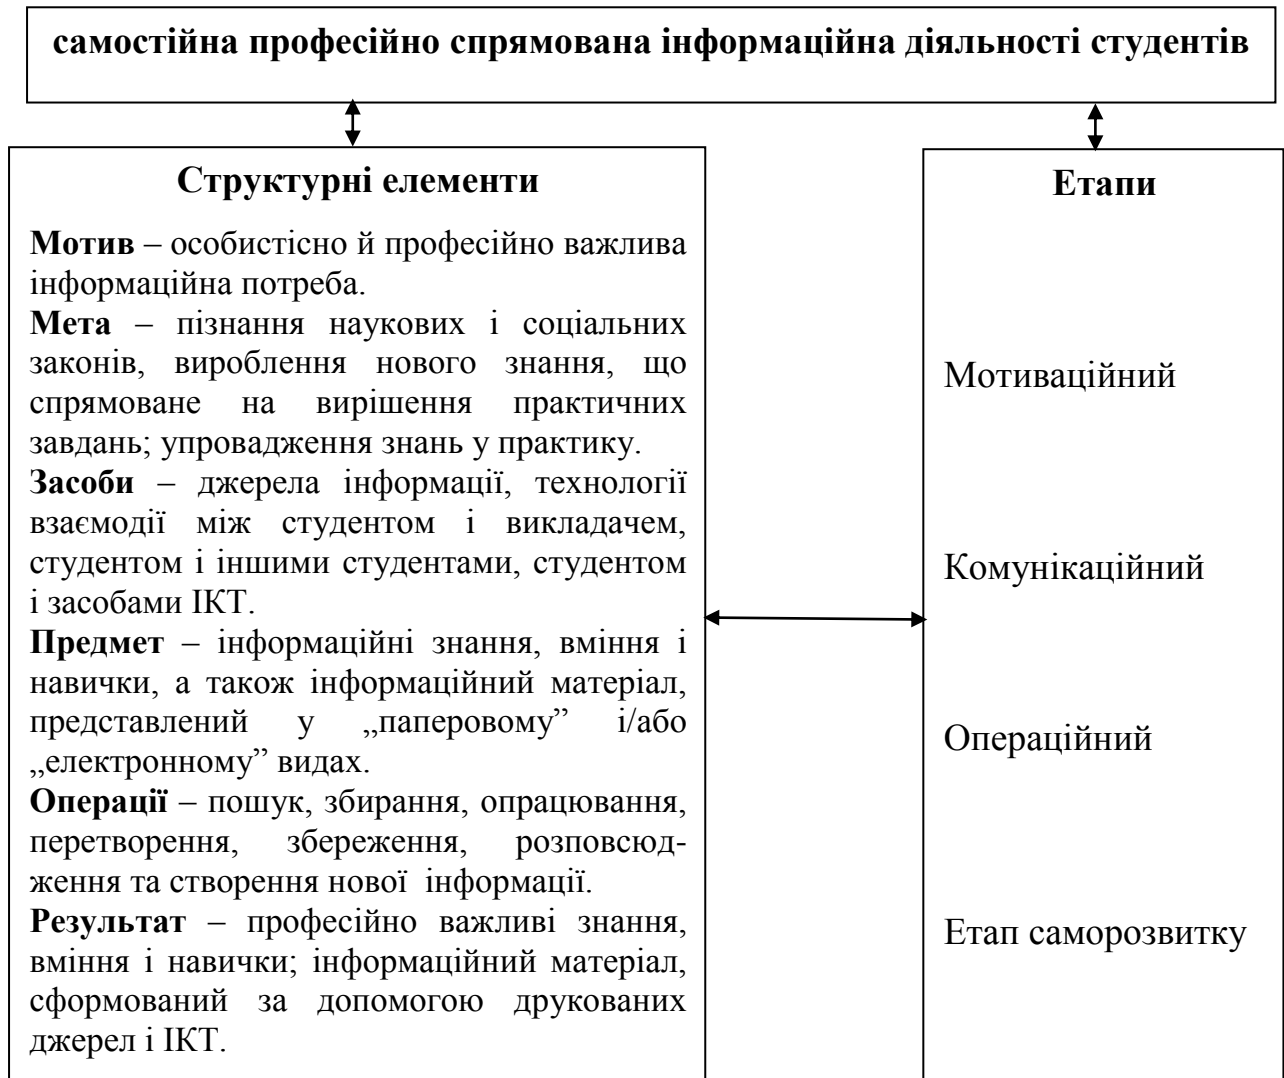 самостійна професійно спрямована інформаційна діяльності студентів
Структурні елементи
Мотив – особистісно й професійно важлива
інформаційна потреба.
Мета – пізнання наукових і соціальних
законів, вироблення нового знання, що
спрямоване на вирішення практичних
завдань; упровадження знань у практику.
Засоби – джерела інформації, технології
взаємодії між студентом і викладачем,
студентом і іншими студентами, студентом
і засобами ІКТ.
Предмет – інформаційні знання, вміння і
навички, а також інформаційний матеріал,
представлений у „паперовому” і/або
„електронному” видах.
Операції – пошук, збирання, опрацювання,
перетворення, збереження, розповсюд-
ження та створення нової інформації.
Результат – професійно важливі знання,
вміння і навички; інформаційний матеріал,
сформований за допомогою друкованих
джерел і ІКТ.
Етапи
Мотиваційний
Комунікаційний
Операційний
Етап саморозвитку